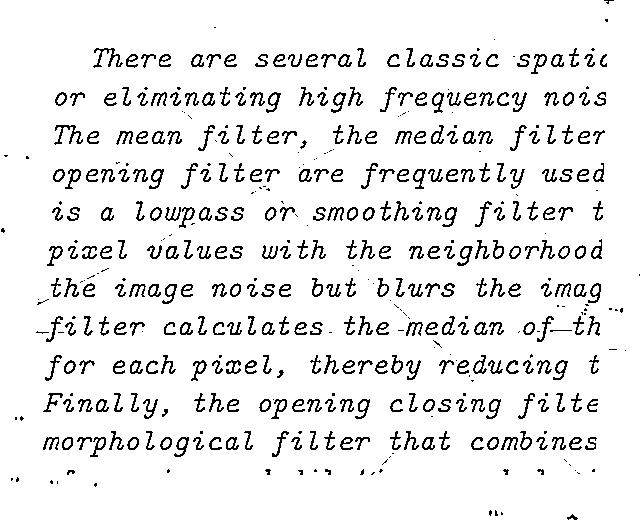 There are several classic spatic
or eliminating high frequency nois
The mean filter, the median filter
opening filter are frequently used
is a lowpass or smoothing filter t
pixel values with the neighborhood
the image noise but blurs the imag
filter calculates the median of th
for each pixel, thereby reducing t
Finally, the opening closing filte
morphological filter that combines